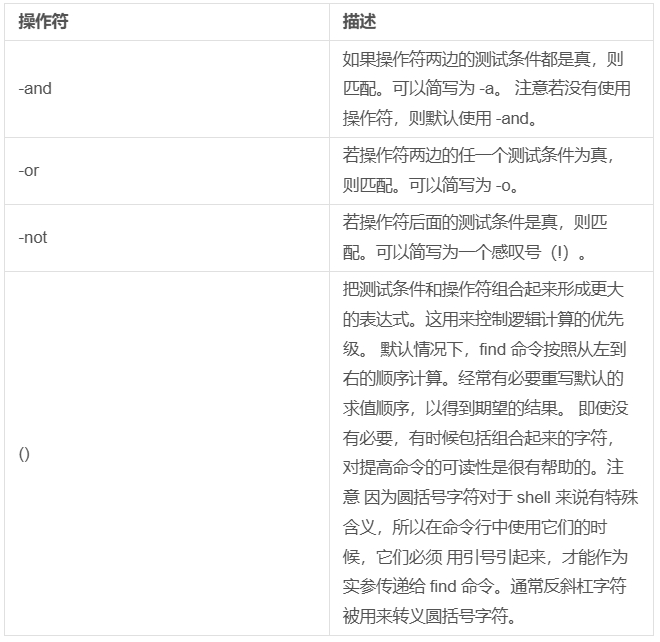 操作符 描述
-and
如果操作符两边的测试条件都是真，则
匹配。可以简写为 -a。 注意若没有使用
操作符，则默认使用 -and。
-or
若操作符两边的任一个测试条件为真，
则匹配。可以简写为 -o。
-not
若操作符后面的测试条件是真，则匹
配。可以简写为一个感叹号（!）。
()
把测试条件和操作符组合起来形成更大
的表达式。这用来控制逻辑计算的优先
级。 默认情况下，find 命令按照从左到
右的顺序计算。经常有必要重写默认的
求值顺序，以得到期望的结果。 即使没
有必要，有时候包括组合起来的字符，
对提高命令的可读性是很有帮助的。注
意 因为圆括号字符对于 shell 来说有特殊
含义，所以在命令行中使用它们的时
候，它们必须 用引号引起来，才能作为
实参传递给 find 命令。通常反斜杠字符
被用来转义圆括号字符。